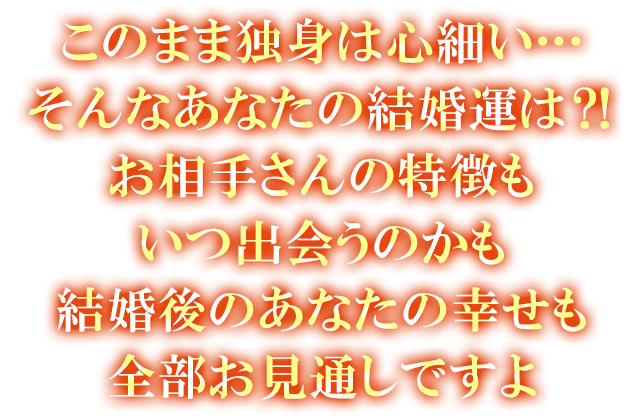 このまま独身は心細い…
そんなあなたの結婚運は?!
お相手さんの特徴も
いつ出会うのかも
結婚後のあなたの幸せも
全部お見通しですよ